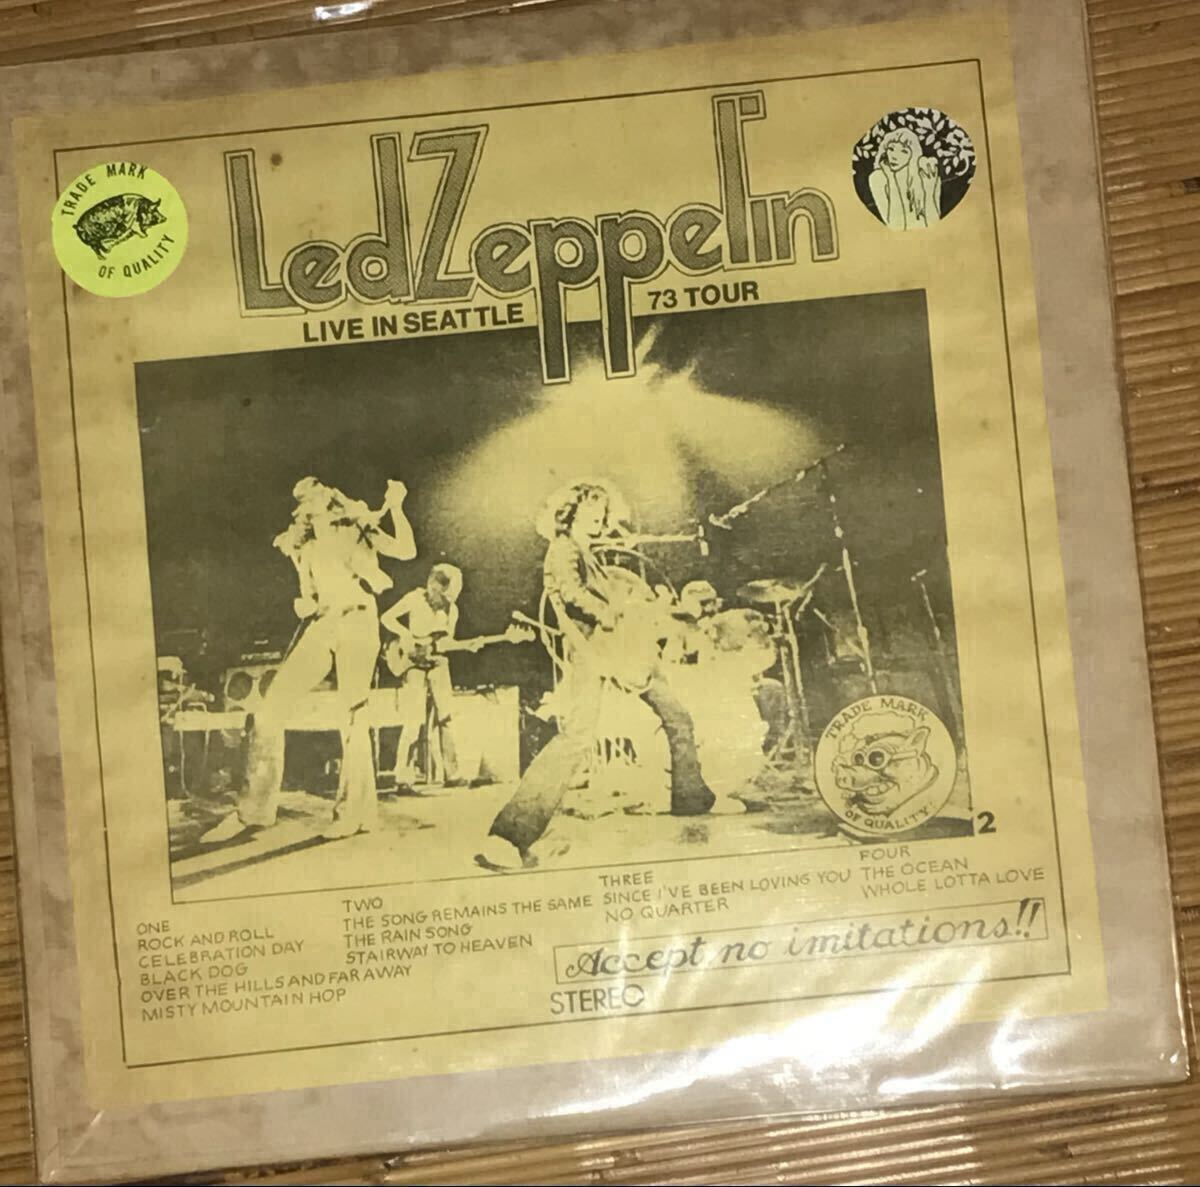 TRADE MARK
OF QUALITY
Led Zeppelin
LIVE IN SEATTLE 73 TOUR
TRADE MARK
OF QUALITY
2
ONE
ROCK AND ROLL
CELEBRATION DAY
BLACK DOG
OVER THE HILLS AND FAR AWAY
MISTY MOUNTAIN HOP
TWO
THE SONG REMAINS THE SAME
THE RAIN SONG
STAIRWAY TO HEAVEN
THREE
SINCE I'VE BEEN LOVING YOU
NO QUARTER
FOUR
THE OCEAN
WHOLE LOTTA LOVE
Accept no imitations!!
STEREO